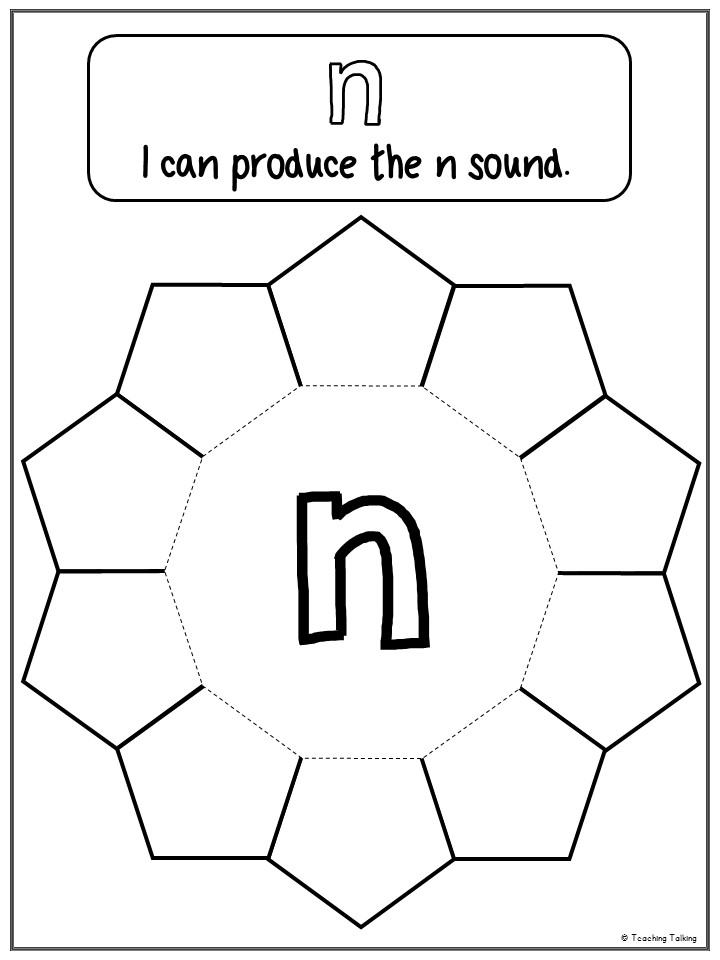 n
I can produce the n sound.
n
© Teaching Talking